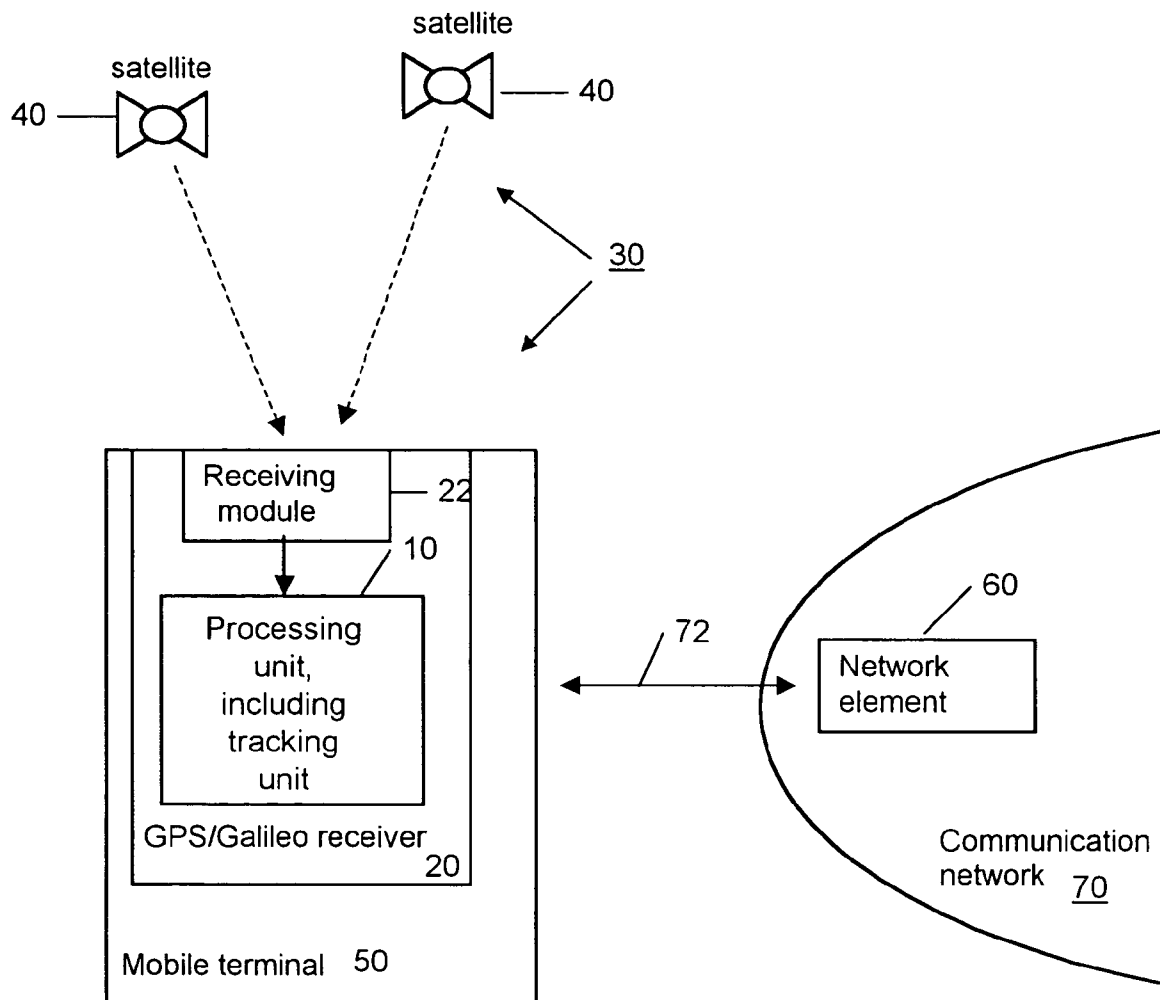 satellite
satellite
40
40
30
Receiving
module
22
10
Processing
unit,
including
tracking
unit
GPS/Galileo receiver
20
Mobile terminal 50
72
60
Network
element
Communication
network 70